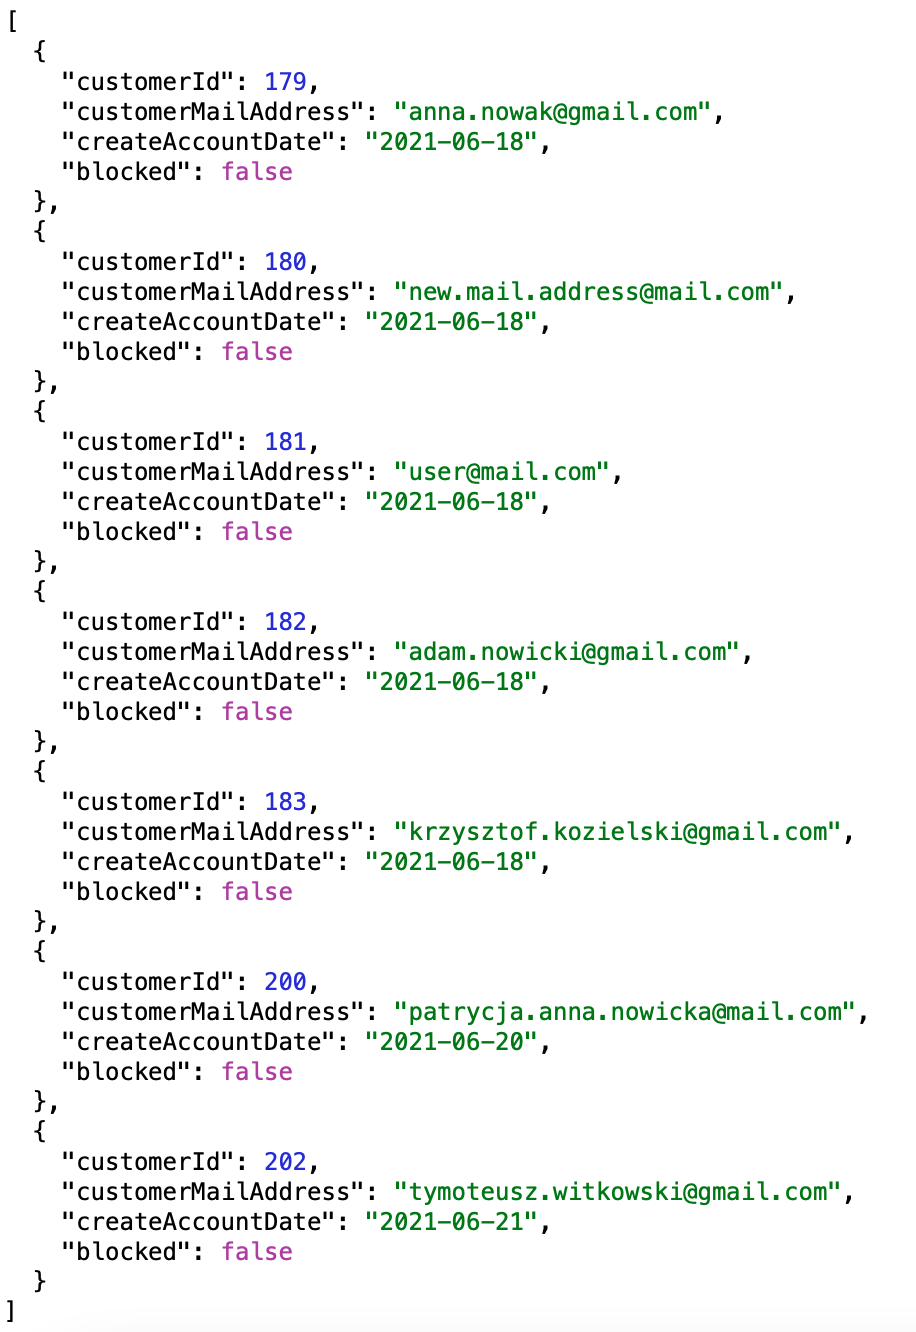 [
  {
    "customerId": 179,
    "customerMailAddress": "anna.nowak@gmail.com",
    "createAccountDate": "2021-06-18",
    "blocked": false
  },
  {
    "customerId": 180,
    "customerMailAddress": "new.mail.address@mail.com",
    "createAccountDate": "2021-06-18",
    "blocked": false
  },
  {
    "customerId": 181,
    "customerMailAddress": "user@mail.com",
    "createAccountDate": "2021-06-18",
    "blocked": false
  },
  {
    "customerId": 182,
    "customerMailAddress": "adam.nowicki@gmail.com",
    "createAccountDate": "2021-06-18",
    "blocked": false
  },
  {
    "customerId": 183,
    "customerMailAddress": "krzysztof.kozielski@gmail.com",
    "createAccountDate": "2021-06-18",
    "blocked": false
  },
  {
    "customerId": 200,
    "customerMailAddress": "patrycja.anna.nowicka@mail.com",
    "createAccountDate": "2021-06-20",
    "blocked": false
  },
  {
    "customerId": 202,
    "customerMailAddress": "tymoteusz.witkowski@gmail.com",
    "createAccountDate": "2021-06-21",
    "blocked": false
  }
]